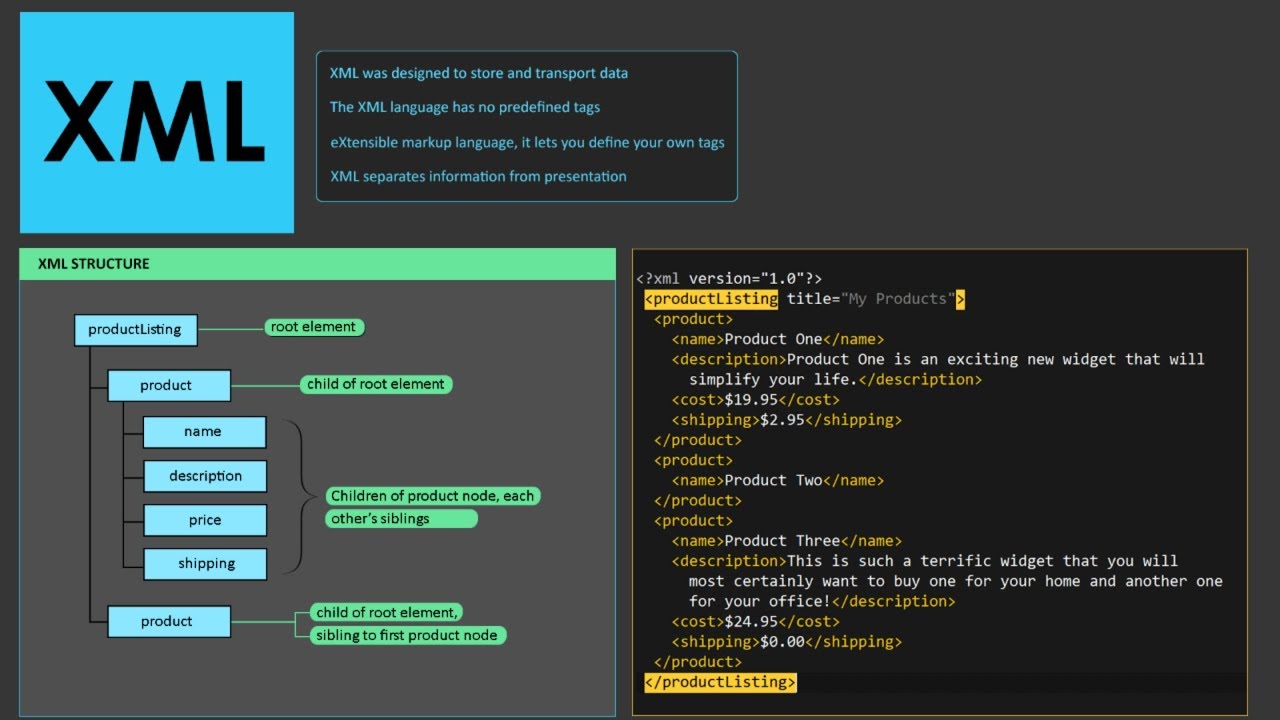 XML
XML was designed to store and transport data
The XML language has no predefined tags
eXtensible markup language, it lets you define your own tags
XML separates information from presentation
XML STRUCTURE
productListing
root element
product
child of root element
name
description
price
shipping
Children of product node, each
other's siblings
product
child of root element,
sibling to first product node
<?xml version="1.0"?>
<productListing title="My Products">
<product>
<name>Product One</name>
<description>Product One is an exciting new widget that will
simplify your life.</description>
<cost>$19.95</cost>
<shipping>$2.95</shipping>
</product>
<product>
<name>Product Two</name>
</product>
<product>
<name>Product Three</name>
<description>This is such a terrific widget that you will
most certainly want to buy one for your home and another one
for your office!</description>
<cost>$24.95</cost>
<shipping>$0.00</shipping>
</product>
</productListing>